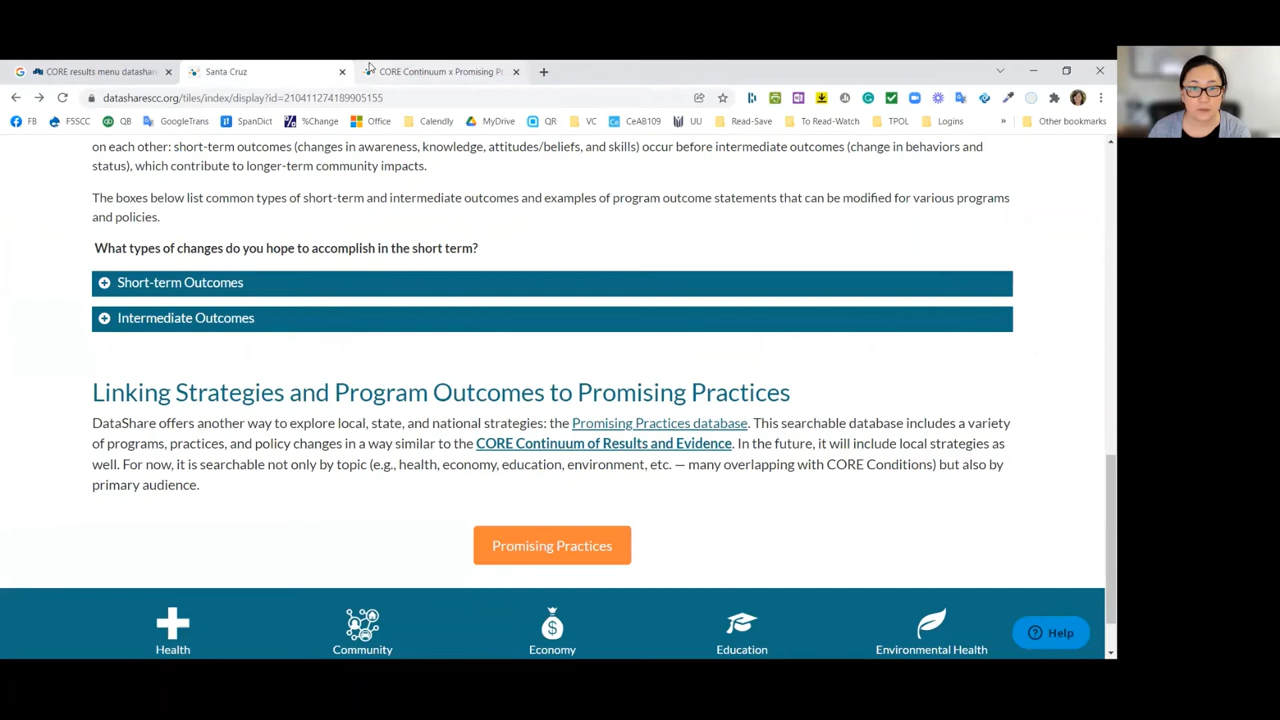 CORE results menu datashar
Santa Cruz
CORE Continuum x Promising Pr
datasharescc.org/tiles/index/display?id=210411274189905155
FB
F5SCC
QB
GoogleTrans
SpanDict
%Change
Office
Calendly
MyDrive
QR
VC
CeAB109
UU
Read-Save
To Read-Watch
TPOL
Logins
»
Other bookmarks
on each other: short-term outcomes (changes in awareness, knowledge, attitudes/beliefs, and skills) occur before intermediate outcomes (change in behaviors and
status), which contribute to longer-term community impacts.
The boxes below list common types of short-term and intermediate outcomes and examples of program outcome statements that can be modified for various programs
and policies.
What types of changes do you hope to accomplish in the short term?
Short-term Outcomes
Intermediate Outcomes
Linking Strategies and Program Outcomes to Promising Practices
DataShare offers another way to explore local, state, and national strategies: the Promising Practices database. This searchable database includes a variety
of programs, practices, and policy changes in a way similar to the CORE Continuum of Results and Evidence. In the future, it will include local strategies as
well. For now, it is searchable not only by topic (e.g., health, economy, education, environment, etc. — many overlapping with CORE Conditions) but also by
primary audience.
Promising Practices
Health
Community
Economy
Education
Environmental Health
Help